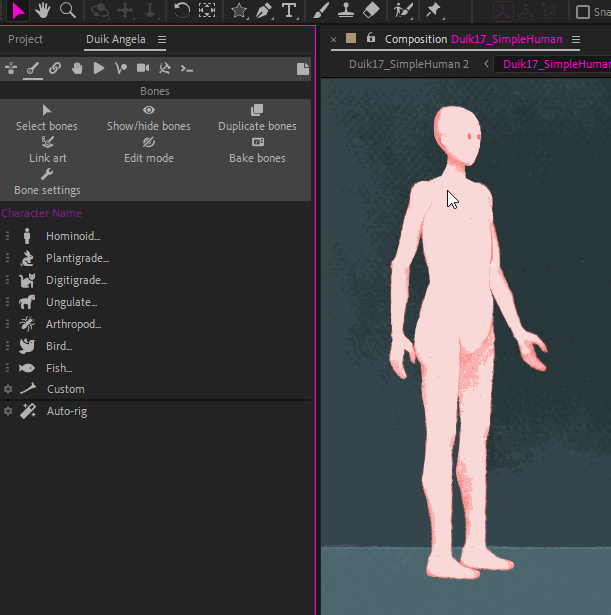 Sna
Project Duik Angela
× Composition Duik17_SimpleHuman
Duik17_SimpleHuman 2 < Duik17_SimpleHuman
Bones
Select bones Show/hide bones Duplicate bones
Link art Edit mode Bake bones
Bone settings
Character Name
Hominoid...
Plantigrade...
Digitigrade...
Ungulate...
Arthropod...
Bird...
Fish...
Custom
Auto-rig